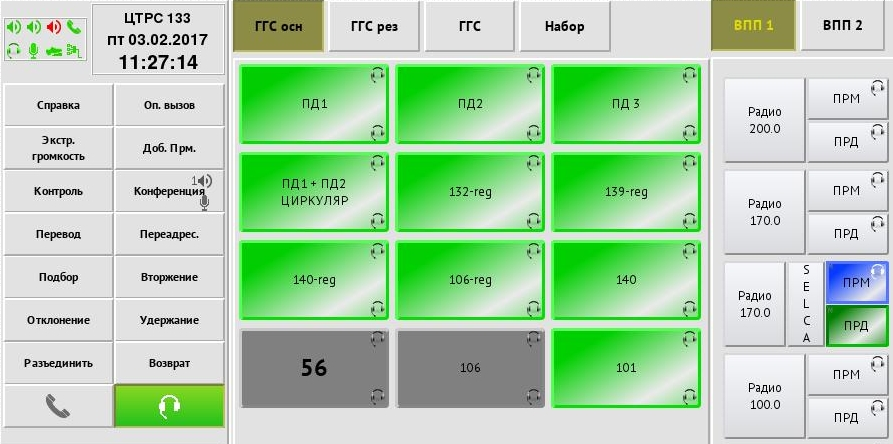 ЦТРС 133
пт 03.02.2017
11:27:14
Справка
Оп. вызов
Экстр.
громкость
Доб. Прм.
Контроль
Конференция
1
Перевод
Переадрес.
Подбор
Вторжение
Отклонение
Удержание
Разъединить
Возврат
ГГС осн
ГГС рез
ГГС
Набор
ПД1
ПД2
ПД 3
ПД1 + ПД2
ЦИРКУЛЯР
132-reg
139-reg
140-reg
106-reg
140
56
106
101
ВПП 1
ВПП 2
Радио
200.0
ПРМ
ПРД
Радио
170.0
ПРМ
ПРД
Радио
170.0
S
E
L
C
A
ПРМ
ПРД
Радио
100.0
ПРМ
ПРД